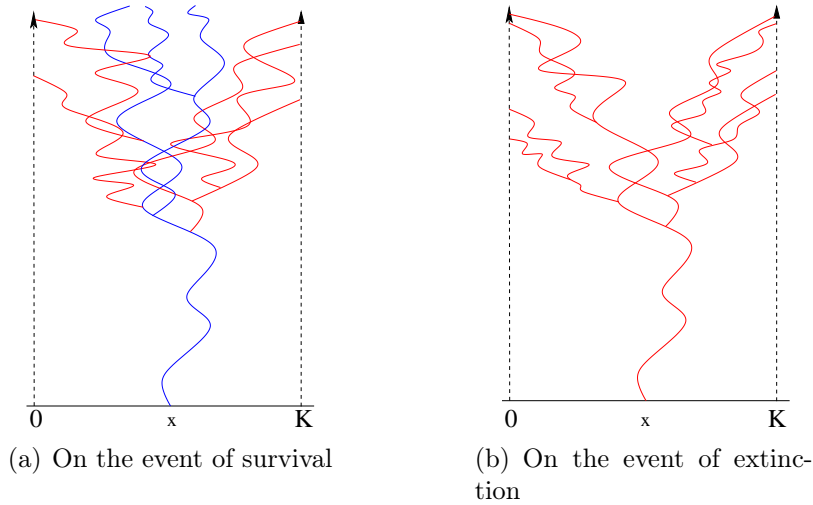 0 x K
0 x K
(a) On the event of survival
(b) On the event of extinc-
tion